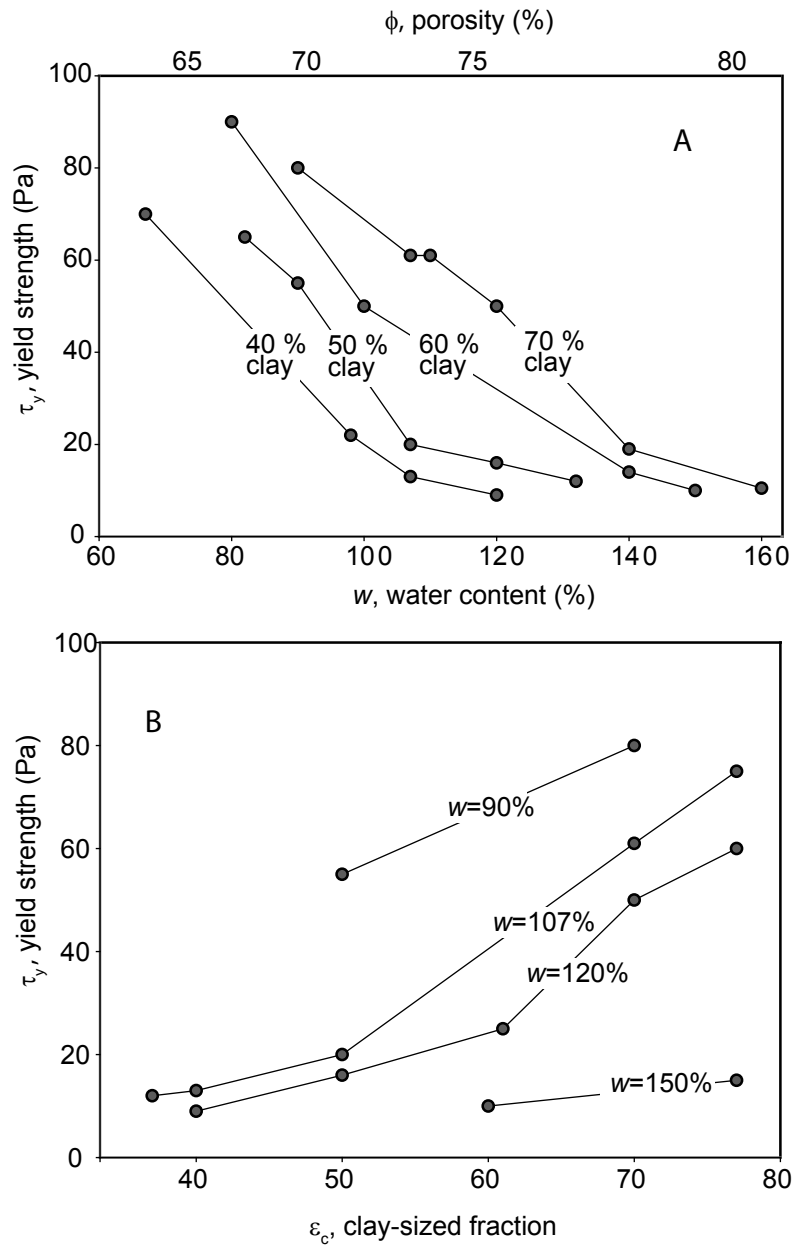 ϕ, porosity (%)
65 70 75 80
100
80
60
40
20
0
τy, yield strength (Pa)
A
40 %
clay
50 %
clay
60 %
clay
70 %
clay
60 80 100 120 140 160
w, water content (%)
100
80
60
40
20
0
τy, yield strength (Pa)
B
w=90%
w=107%
w=120%
w=150%
40 50 60 70 80
εc, clay-sized fraction